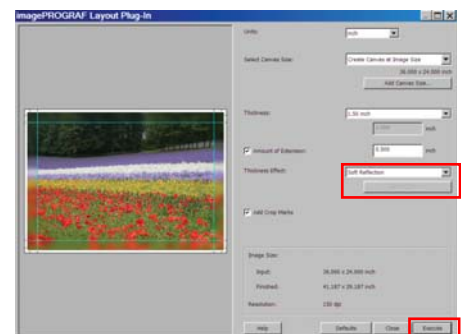 imagePROGRAF Layout Plug-In
Units:
inch
Select Canvas Size:
Create Canvas at Image Size
36.000 x 24.000 inch
Add Canvas Size...
Thickness:
1.50 inch
inch
Amount of Extension:
0.500
inch
Thickness Effect:
Soft Reflection
Add Crop Marks
Image Size:
Input:
36.000 x 24.000 inch
Finished:
41.187 x 29.187 inch
Resolution:
150 dpi
Help
Defaults
Close
Execute